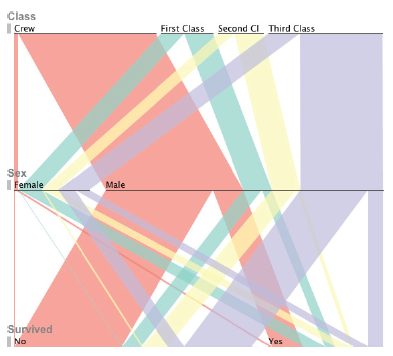 Class
Crew First Class Second Cl Third Class
Sex
Female Male
Survived
No Yes